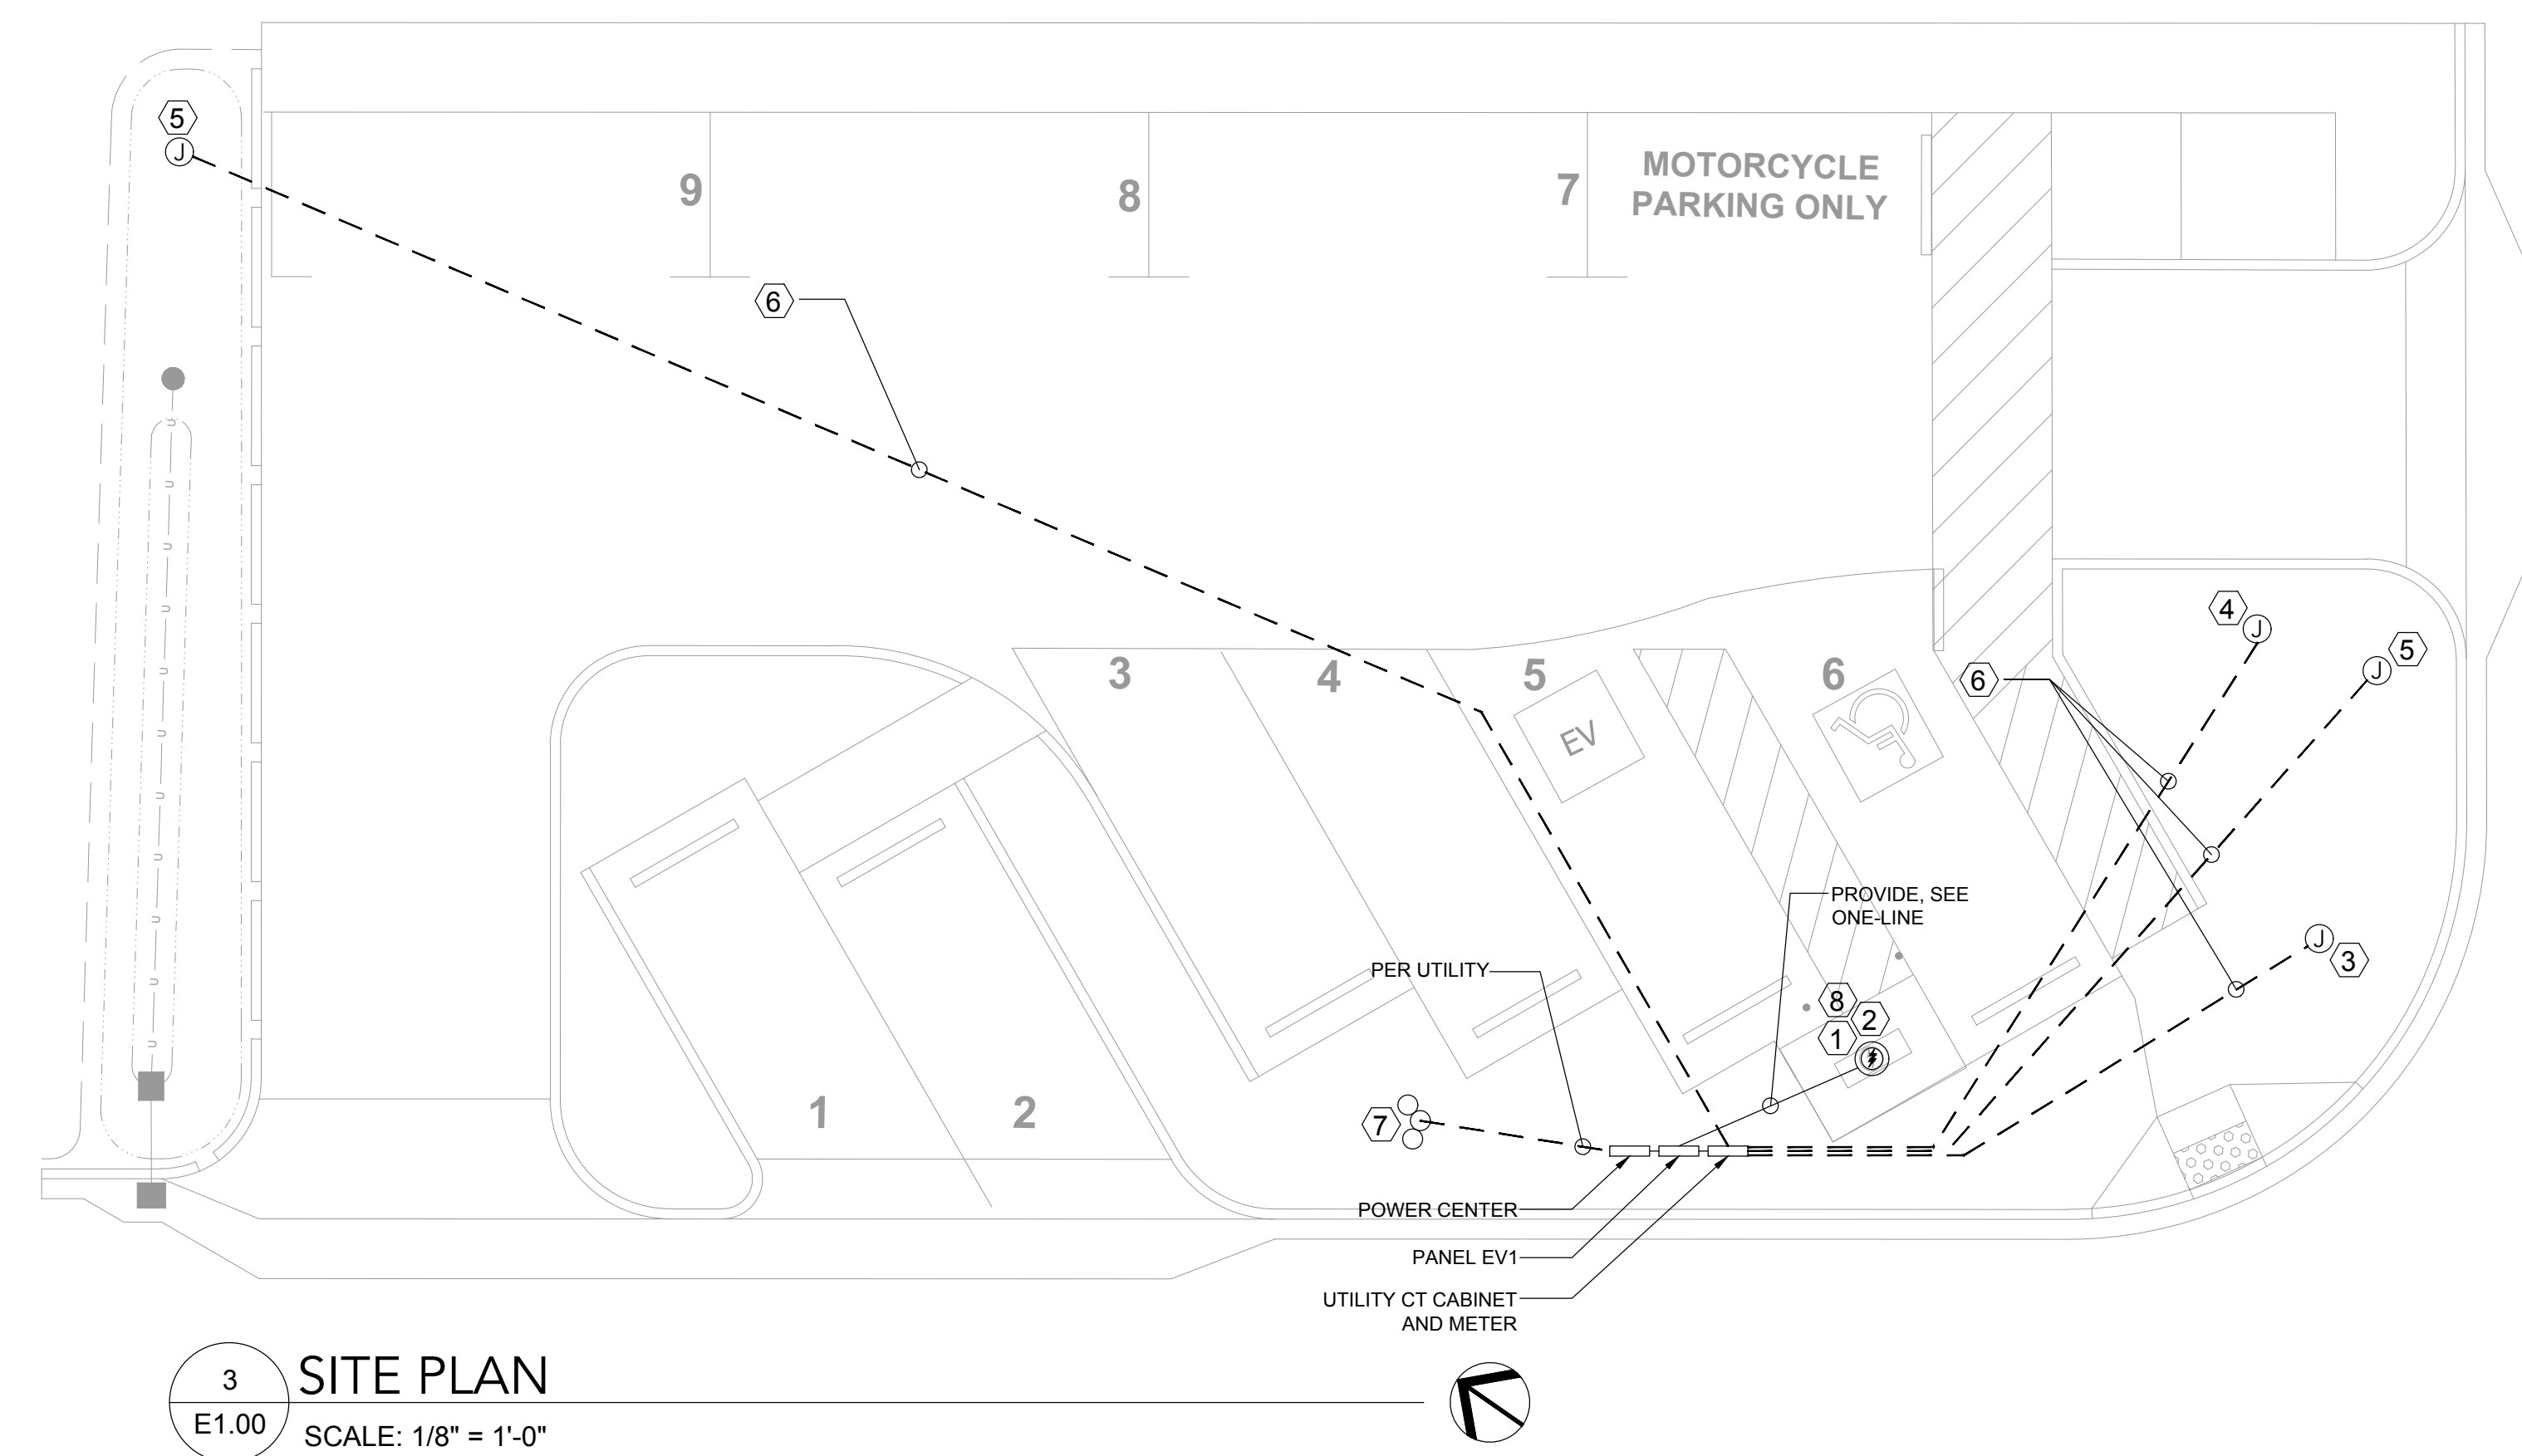 5
J
9
8
7
MOTORCYCLE
PARKING ONLY
6
4
J
5
J
6
3
4
5
6
EV
PROVIDE, SEE
ONE-LINE
PER UTILITY
J
3
8
2
1
7
1
2
POWER CENTER
PANEL EV1
UTILITY CT CABINET
AND METER
3
E1.00
SITE PLAN
SCALE: 1/8" = 1'-0"